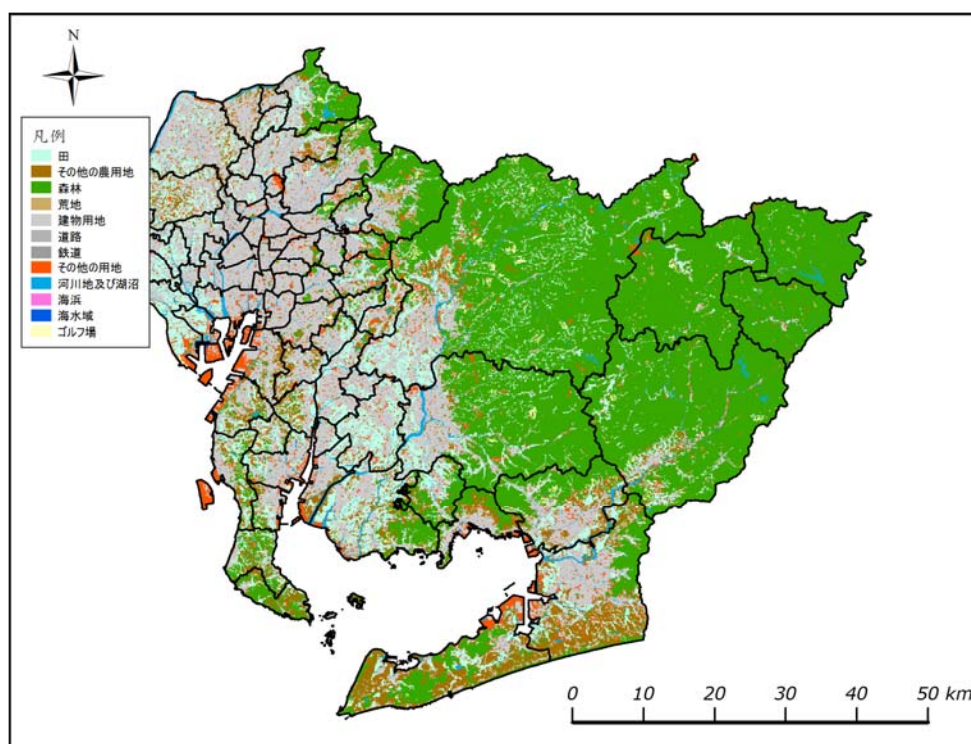 N
凡例
田
その他の農用地
森林
荒地
建物用地
道路
鉄道
その他の用地
河川地及び湖沼
海浜
海水域
ゴルフ場
0 10 20 30 40 50 km